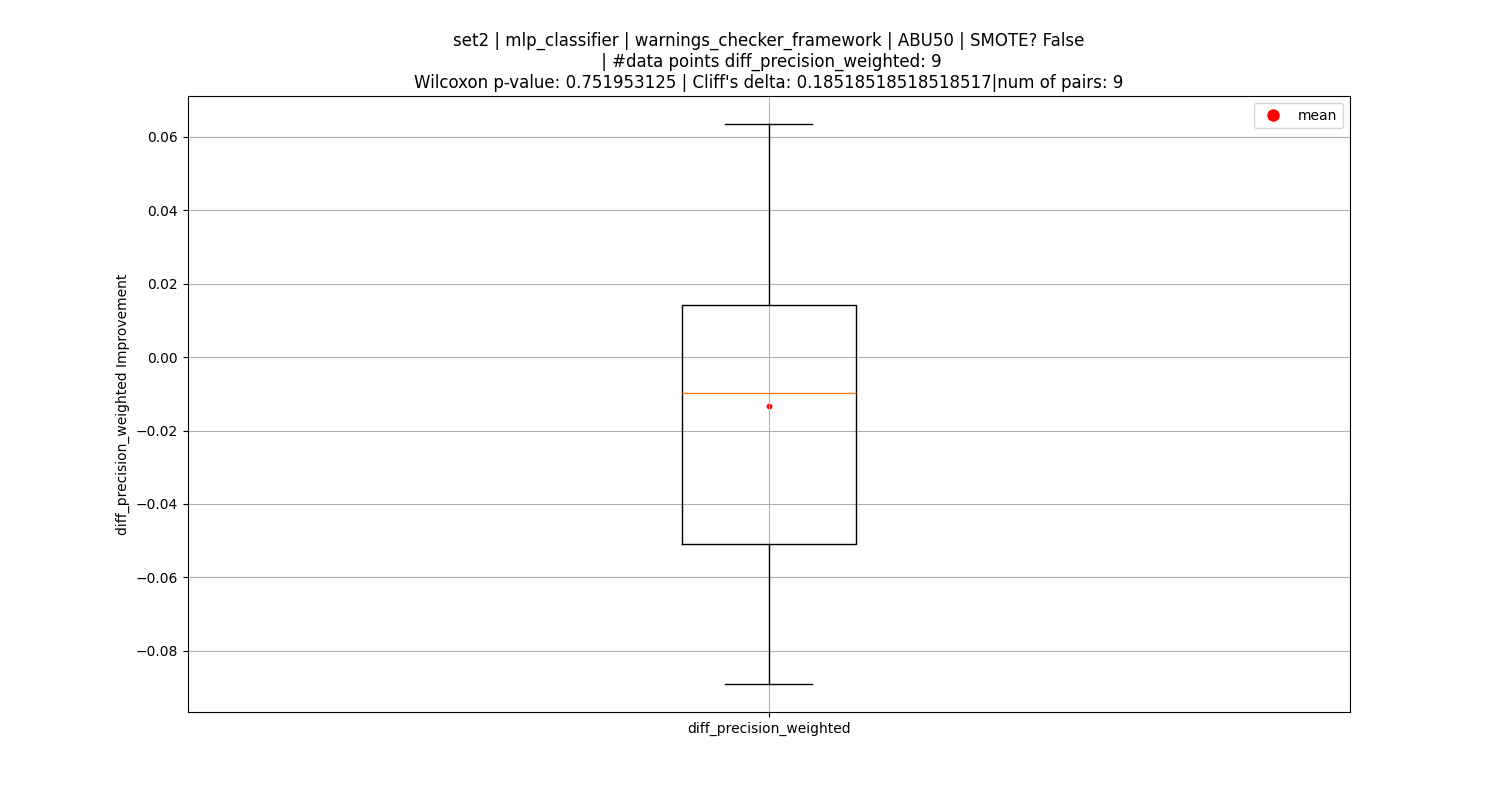 set2 | mlp_classifier | warnings_checker_framework | ABU50 | SMOTE? False
| #data points diff_precision_weighted: 9
Wilcoxon p-value: 0.751953125 | Cliff's delta: 0.18518518518518517|num of pairs: 9
mean
0.06
0.04
0.02
0.00
−0.02
−0.04
−0.06
−0.08
diff_precision_weighted Improvement
diff_precision_weighted